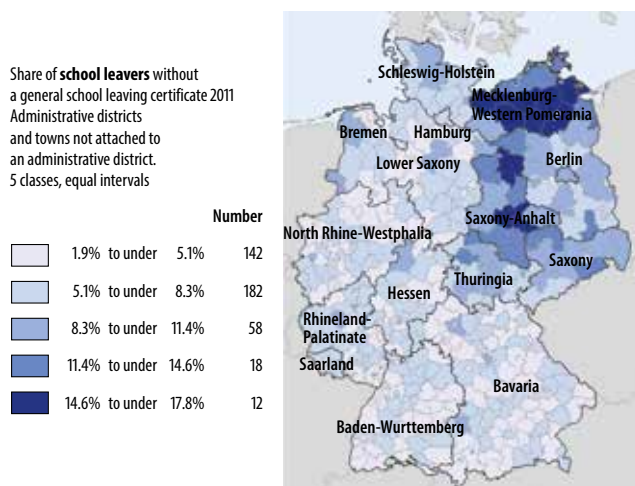 Share of school leavers without
a general school leaving certificate 2011
Administrative districts
and towns not attached to
an administrative district.
5 classes, equal intervals
Number
1.9% to under 5.1% 142
5.1% to under 8.3% 182
8.3% to under 11.4% 58
11.4% to under 14.6% 18
14.6% to under 17.8% 12
Schleswig-Holstein
Mecklenburg-
Western Pomerania
Bremen
Hamburg
Lower Saxony
Berlin
Saxony-Anhalt
North Rhine-Westphalia
Saxony
Thuringia
Hessen
Rhineland-
Palatinate
Saarland
Bavaria
Baden-Wurttemberg